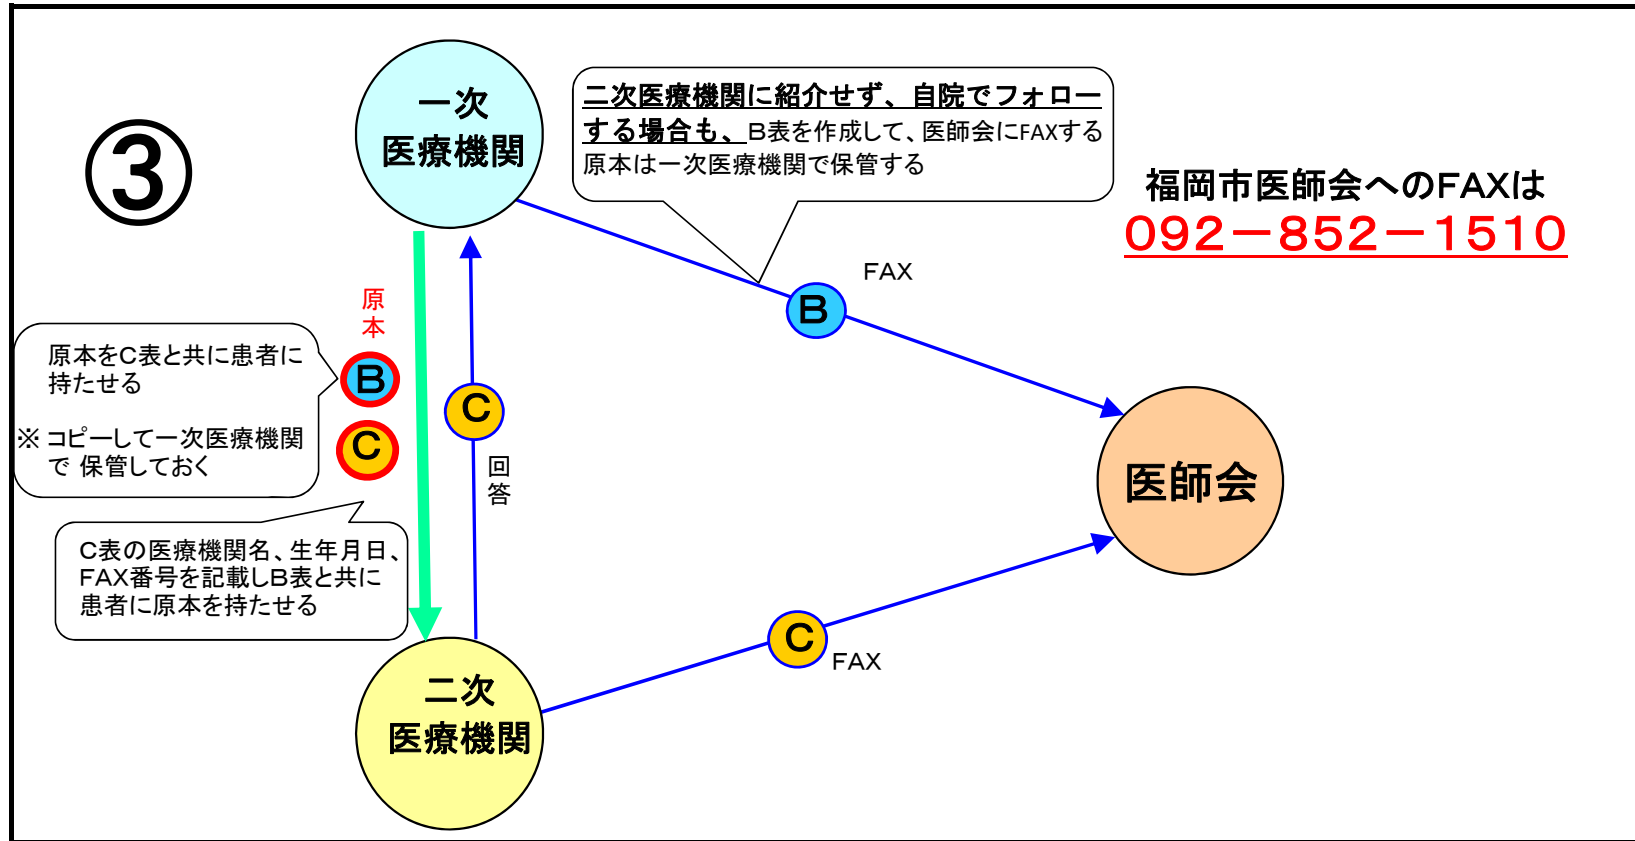 ③
一次
医療機関
二次医療機関に紹介せず、自院でフォロー
する場合も、B表を作成して、医師会にFAXする
原本は一次医療機関で保管する
福岡市医師会へのFAXは
092－852－1510
FAX
B
原
本
原本をC表と共に患者に
持たせる
※ コピーして一次医療機関
で 保管しておく
B
C
C
回
答
C表の医療機関名、生年月日、
FAX番号を記載しB表と共に
患者に原本を持たせる
医師会
C
FAX
二次
医療機関